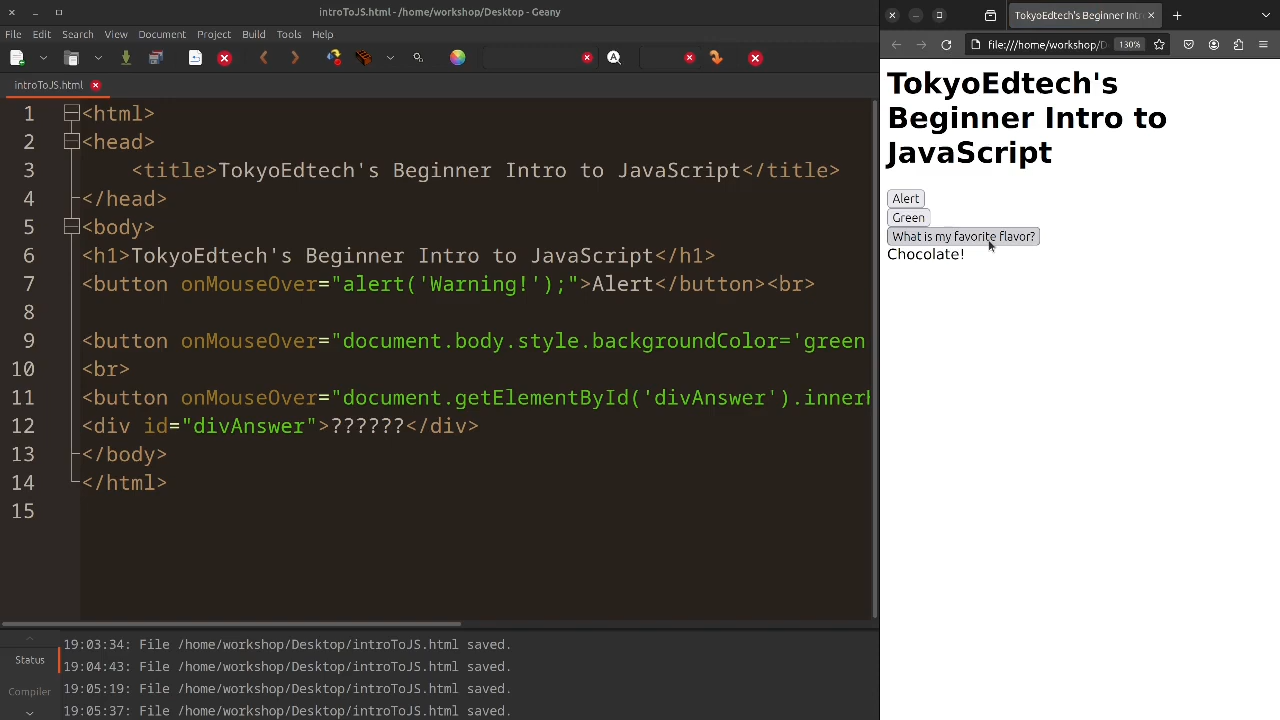 introToJS.html - /home/workshop/Desktop - Geany
File Edit Search View Document Project Build Tools Help
introToJS.html
1 <html>
2 <head>
3 <title>TokyoEdtech's Beginner Intro to JavaScript</title>
4 </head>
5 <body>
6 <h1>TokyoEdtech's Beginner Intro to JavaScript</h1>
7 <button onMouseOver="alert('Warning!');">Alert</button><br>
8
9 <button onMouseOver="document.body.style.backgroundColor='green
10 <br>
11 <button onMouseOver="document.getElementById('divAnswer').inner
12 <div id="divAnswer">??????</div>
13 </body>
14 </html>
15
Status
Compiler
19:03:34: File /home/workshop/Desktop/introToJS.html saved.
19:04:43: File /home/workshop/Desktop/introToJS.html saved.
19:05:19: File /home/workshop/Desktop/introToJS.html saved.
19:05:37: File /home/workshop/Desktop/introToJS.html saved.
TokyoEdtech's Beginner Intr
file:///home/workshop/D 130%
TokyoEdtech's
Beginner Intro to
JavaScript
Alert
Green
What is my favorite flavor?
Chocolate!